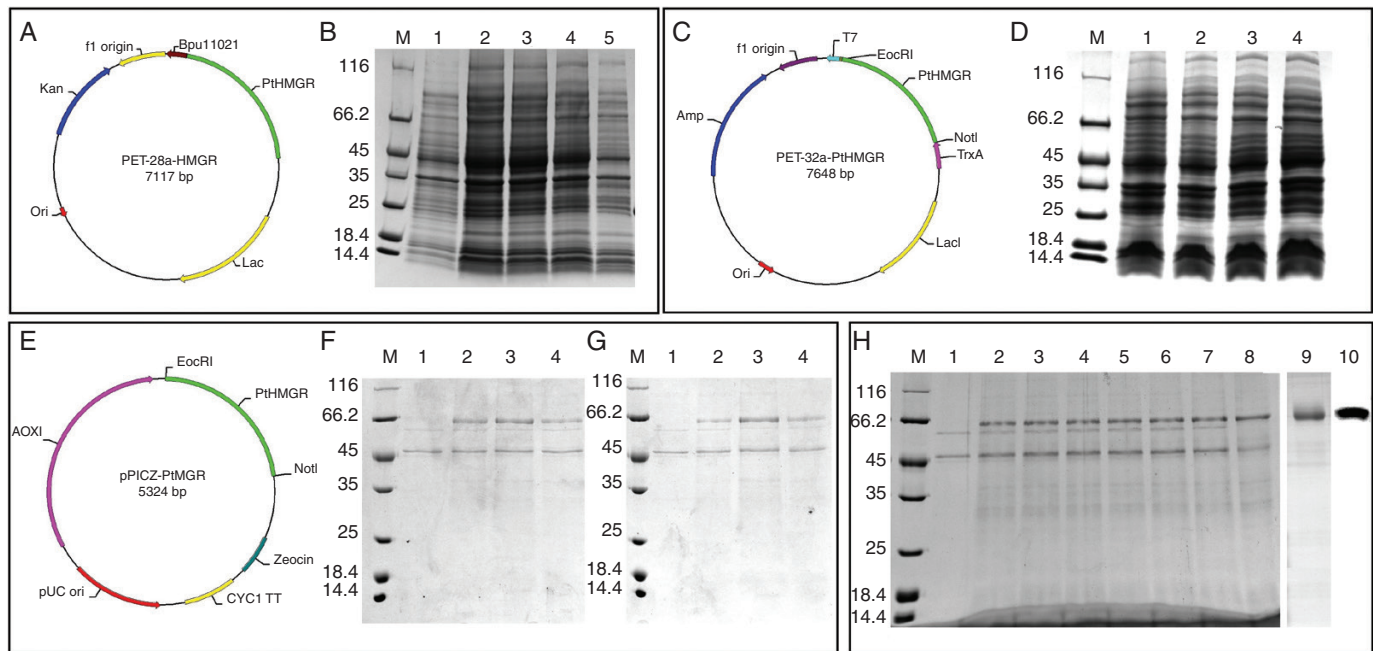 A
f1 origin
Bpu11021
Kan
PtHMGR
PET-28a-HMGR
7117 bp
Ori
Lac
B
M 1 2 3 4 5
116
66.2
45
35
25
18.4
14.4
C
T7
f1 origin
EocRI
PtHMGR
Amp
NotI
TrxA
PET-32a-PtHMGR
7648 bp
LacI
Ori
D
M 1 2 3 4
116
66.2
45
35
25
18.4
14.4
E
EocRI
PtHMGR
AOXI
NotI
pPICZ-PtMGR
5324 bp
Zeocin
pUC ori
CYC1 TT
F
M 1 2 3 4
116
66.2
45
35
25
18.4
14.4
G
M 1 2 3 4
116
66.2
45
35
25
18.4
14.4
H
M 1 2 3 4 5 6 7 8 9 10
116
66.2
45
35
25
18.4
14.4